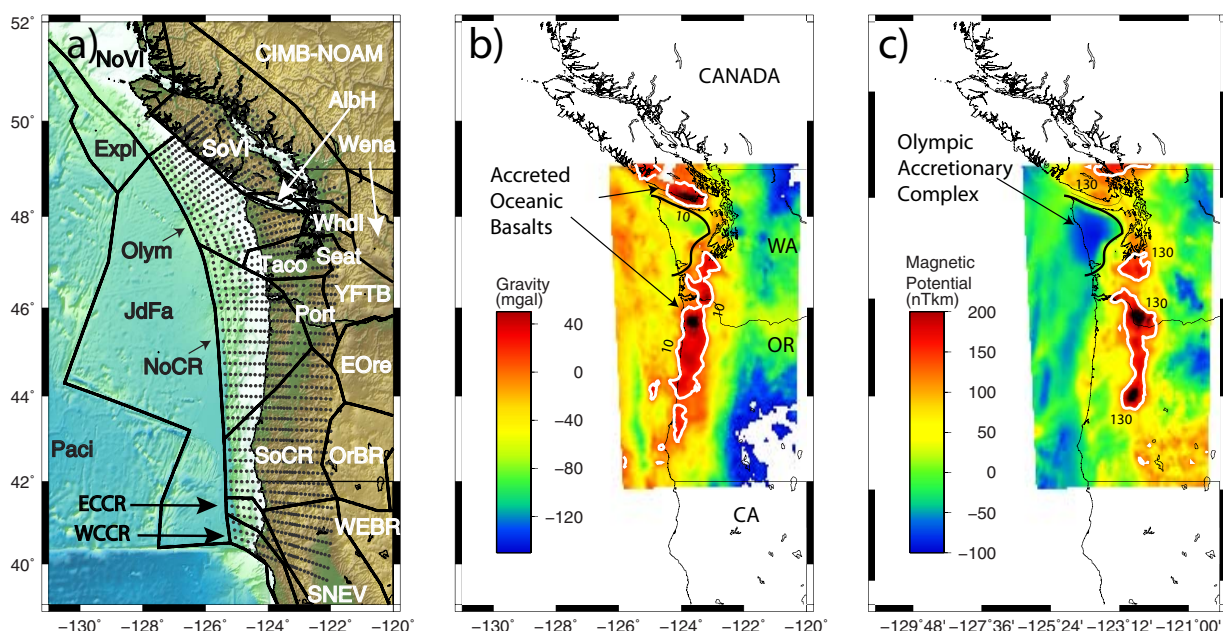 a)
NoVI
CIMB-NOAM
AlbH
Wena
Expl
SoVI
Whdl
Olym
Taco
Seat
YFTB
JdFa
Port
NoCR
EOre
Paci
SoCR
OrBR
ECCR
WCCR
WEBR
SNEV
52°
50°
48°
46°
44°
42°
40°
−130°
−128°
−126°
−124°
−122°
−120°
b)
CANADA
Accreted
Oceanic
Basalts
10
WA
10
10
OR
CA
Gravity
(mgal)
40
0
−40
−80
−120
−130
−128
−126
−124
−122
−120
c)
Olympic
Accretionary
Complex
130
130
130
130
Magnetic
Potential
(nTkm)
200
150
100
50
0
−50
−100
−129°48'
−127°36'
−125°24'
−123°12'
−121°00'